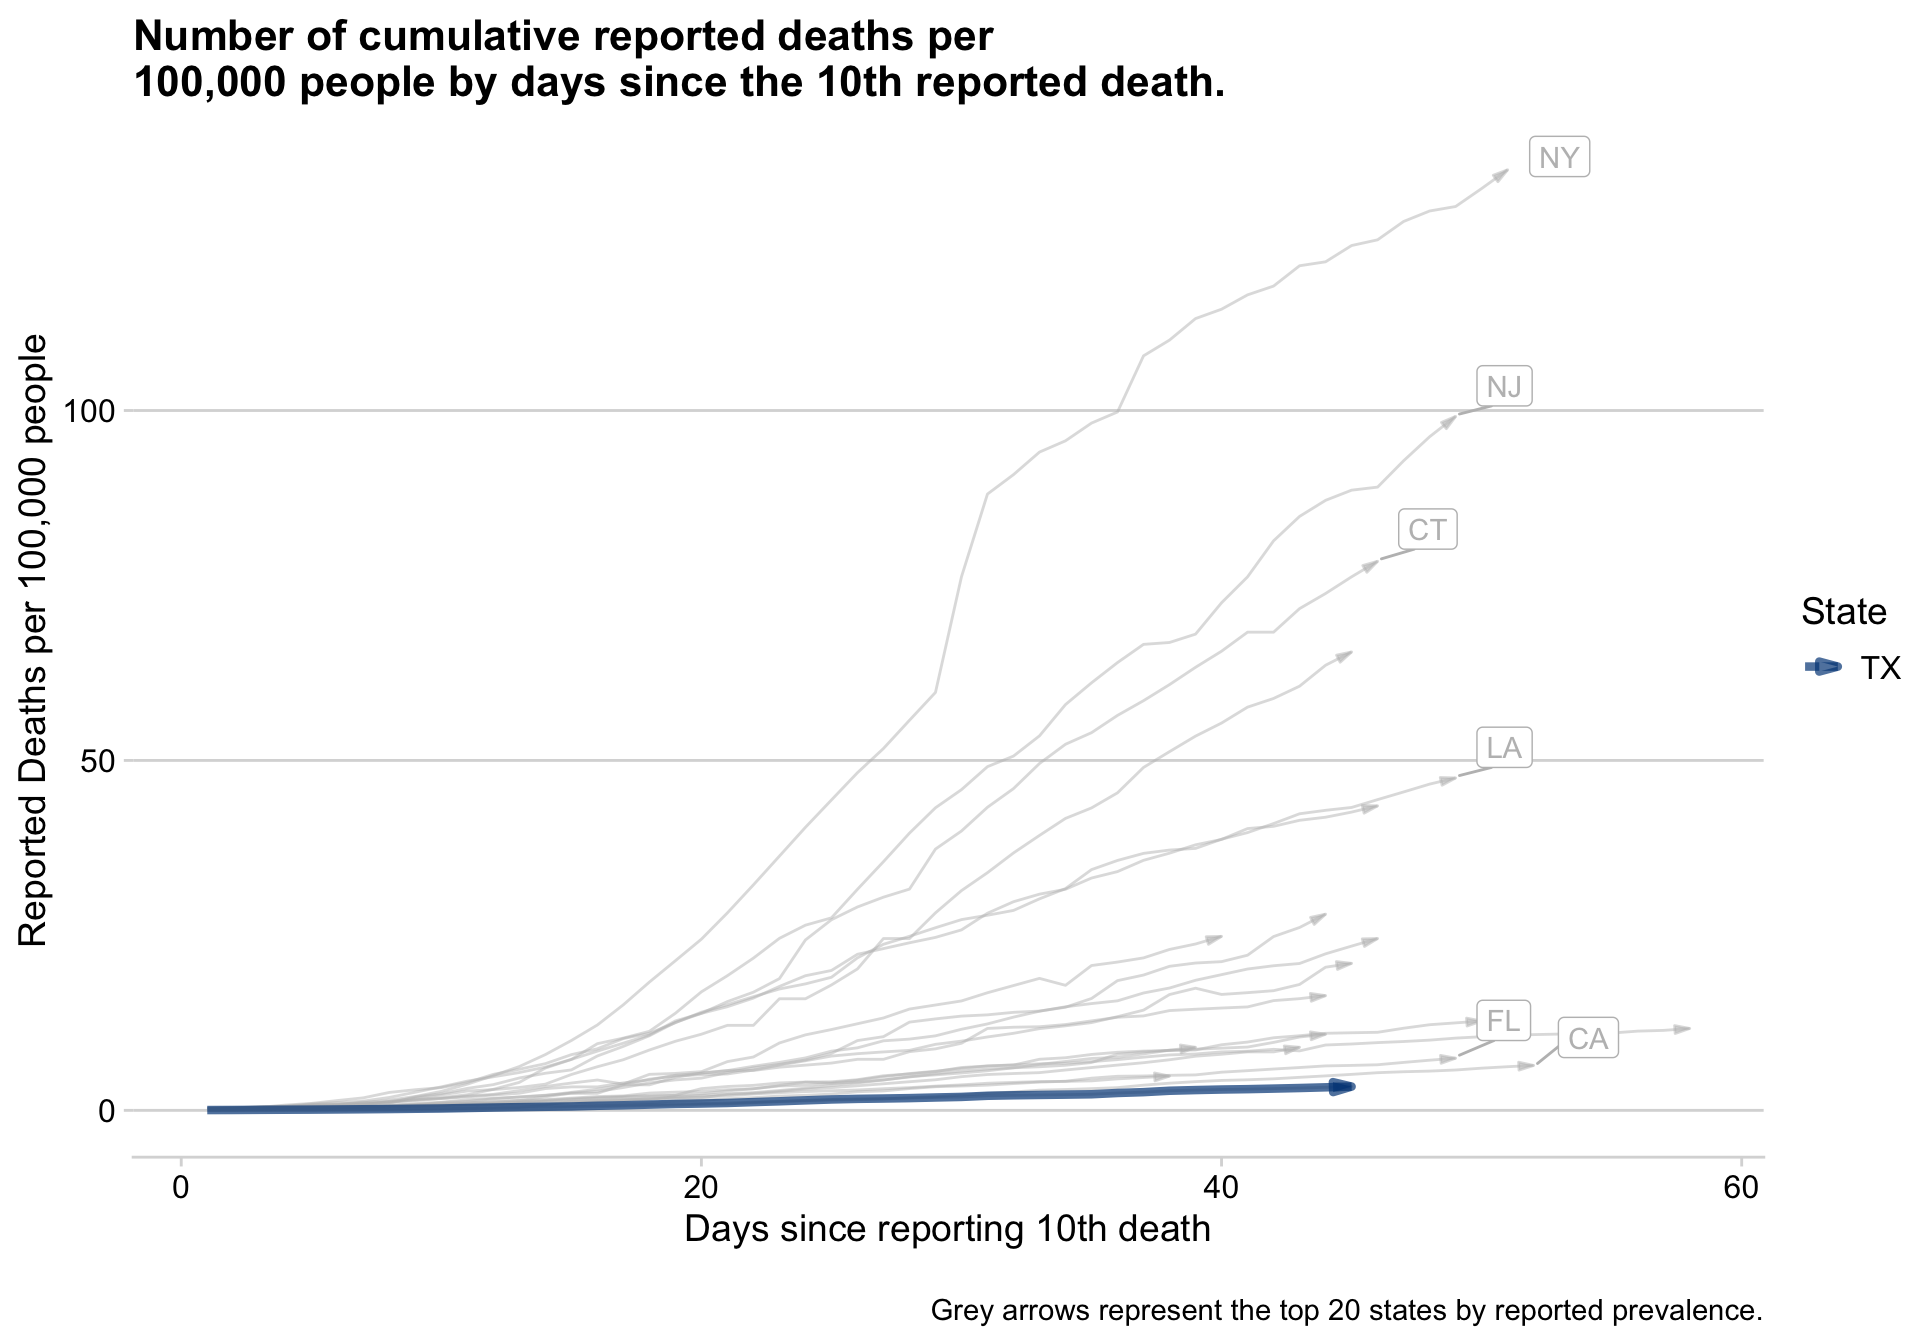 Number of cumulative reported deaths per
100,000 people by days since the 10th reported death.
NY
NJ
CT
LA
FL
CA
Reported Deaths per 100,000 people
100
50
0
0
20
40
60
Days since reporting 10th death
State
TX
Grey arrows represent the top 20 states by reported prevalence.